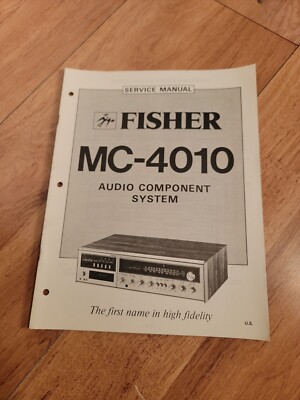 SERVICE MANUAL
FISHER
MC-4010
AUDIO COMPONENT
SYSTEM
The first name in high fidelity
U.S.